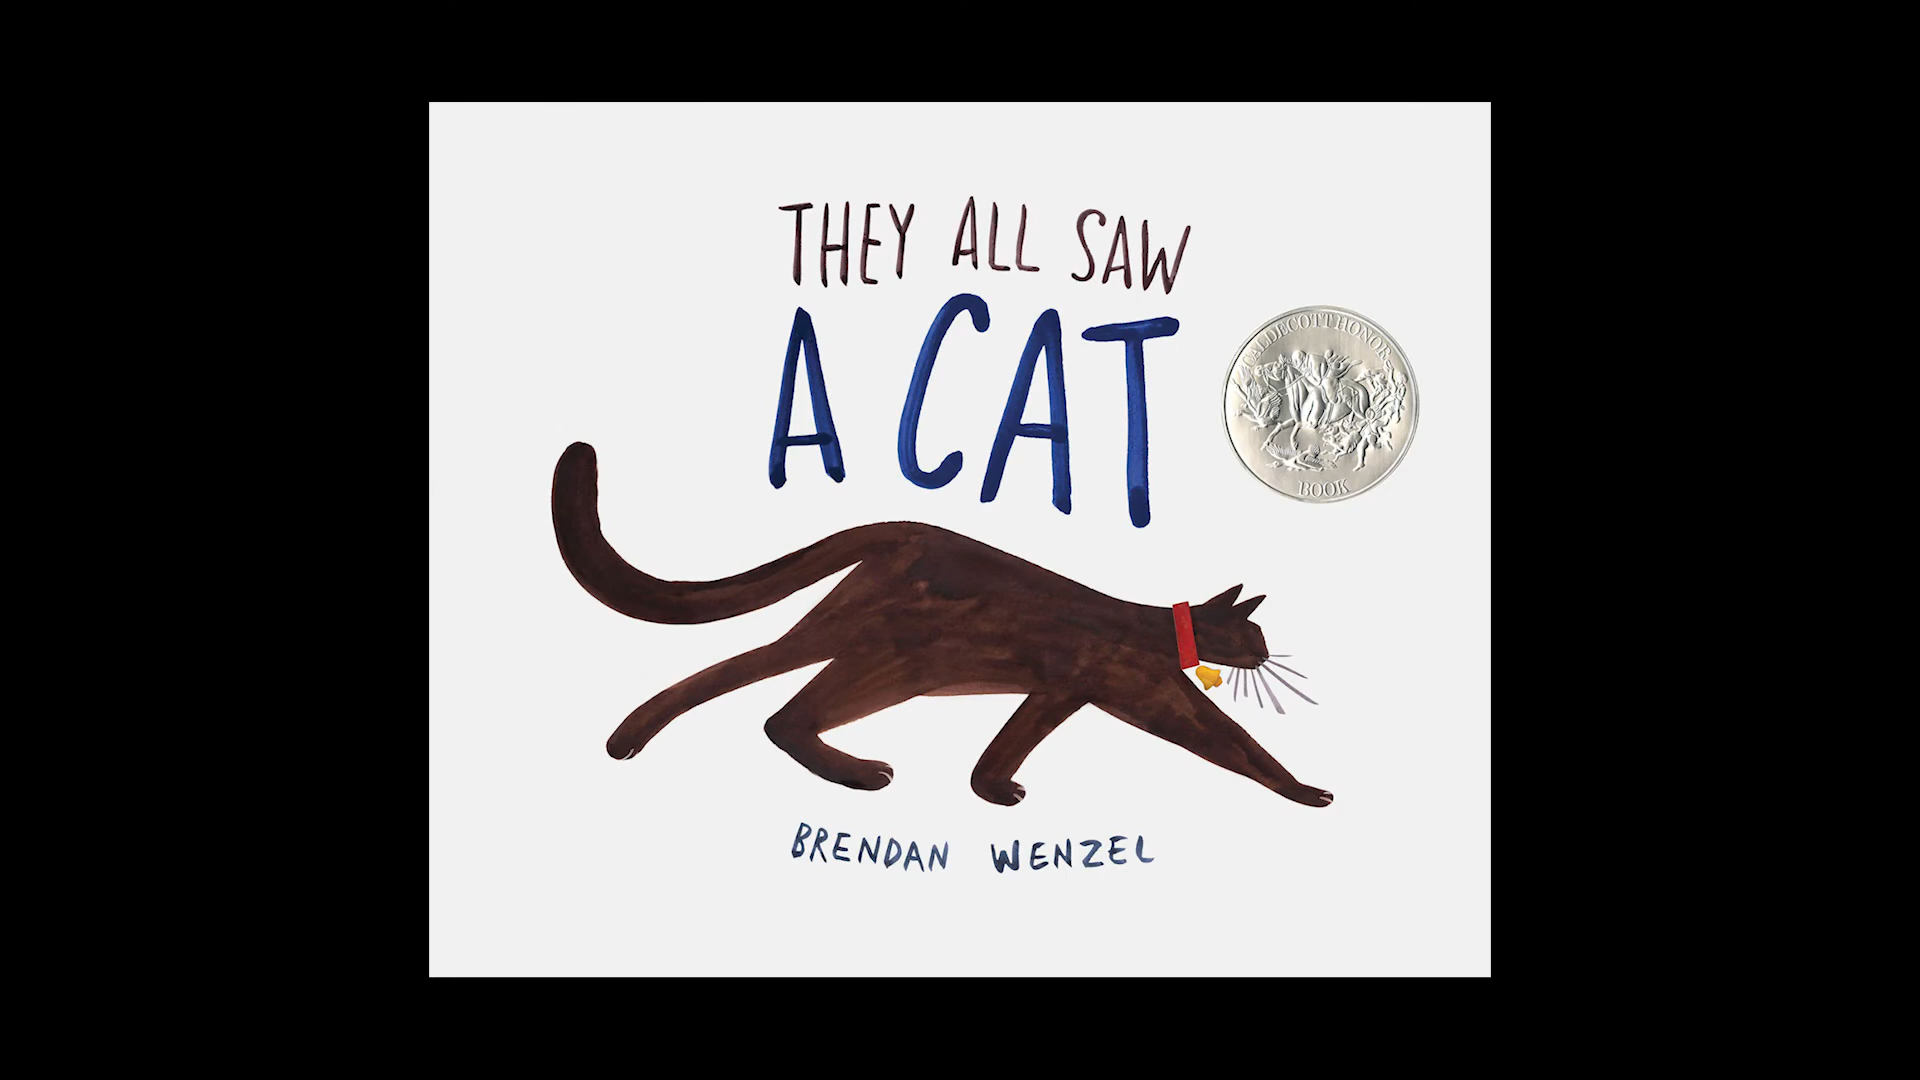 THEY ALL SAW
A CAT
CALDECOTT HONOR
BOOK
BRENDAN WENZEL